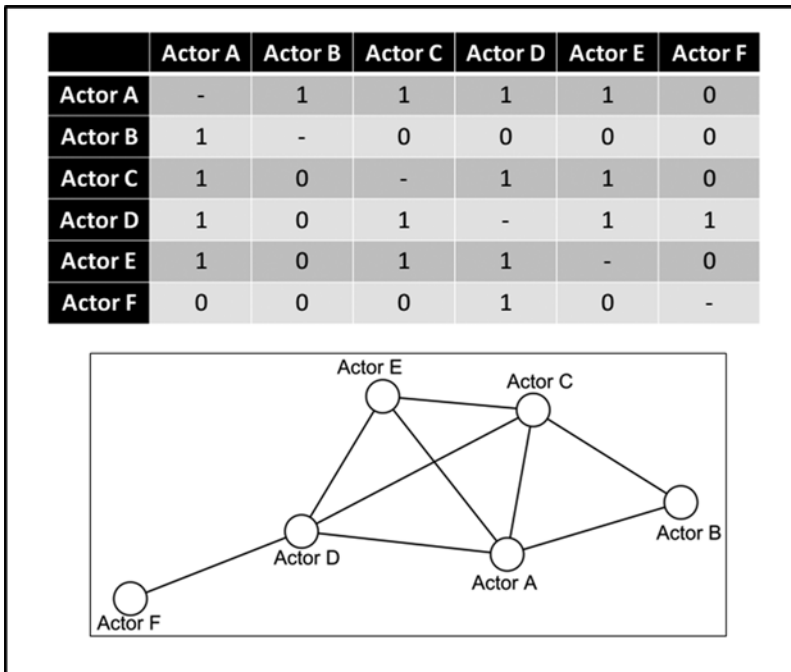 Actor A Actor B Actor C Actor D Actor E Actor F
Actor A - 1 1 1 1 0
Actor B 1 - 0 0 0 0
Actor C 1 0 - 1 1 0
Actor D 1 0 1 - 1 1
Actor E 1 0 1 1 - 0
Actor F 0 0 0 1 0 -
Actor E
Actor C
Actor B
Actor D
Actor A
Actor F